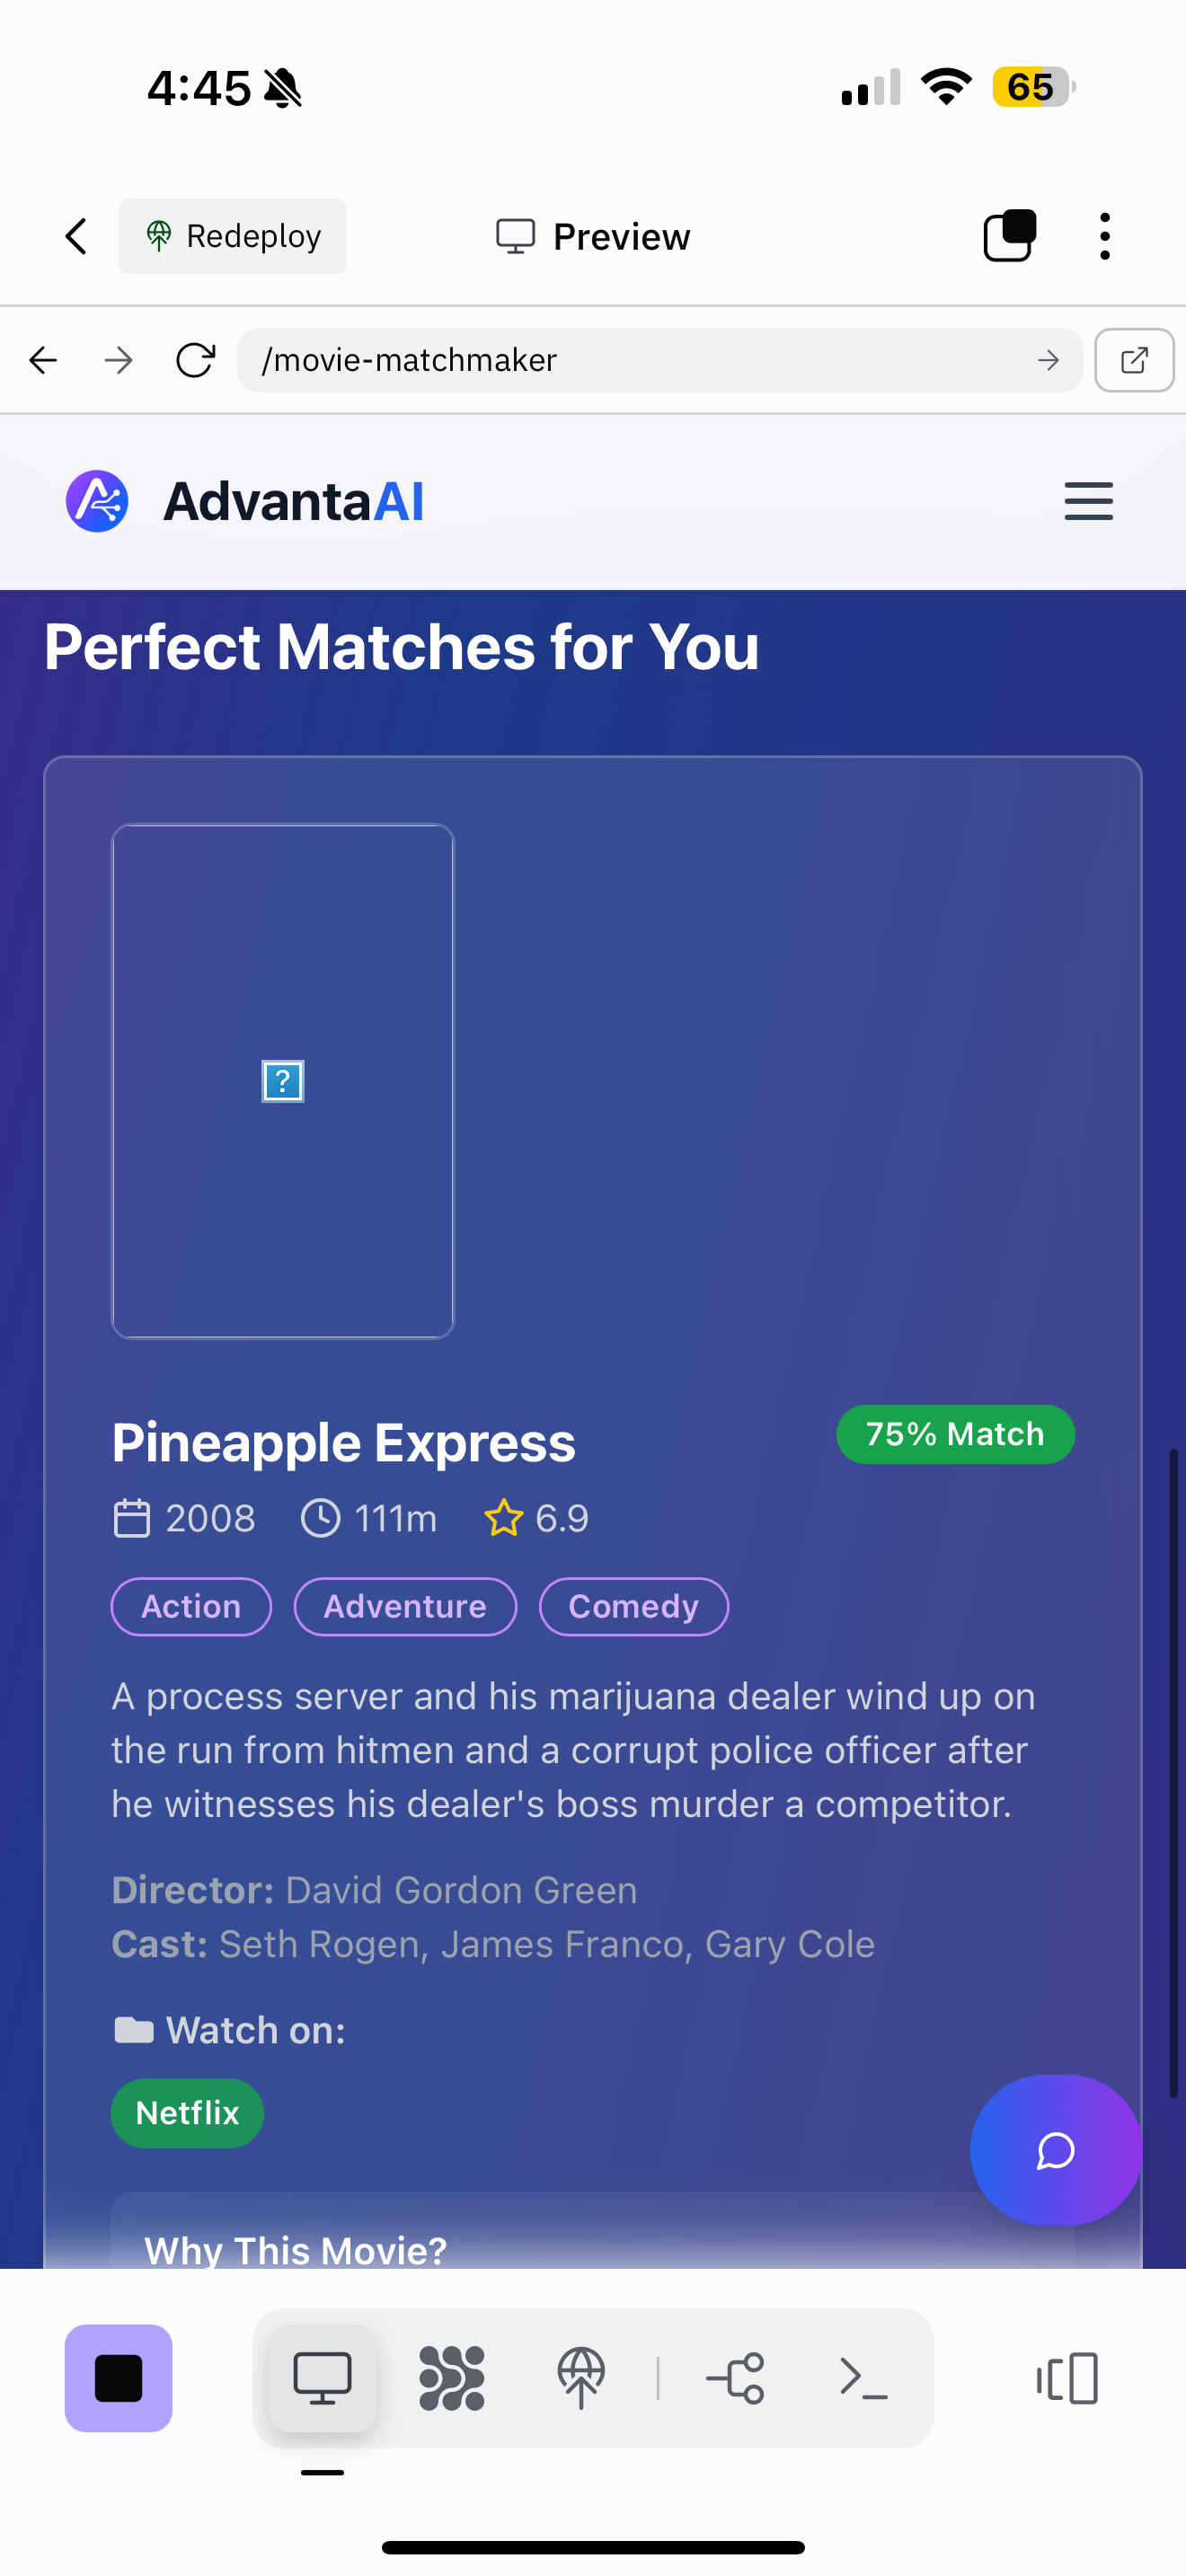 4:45
65
Redeploy
Preview
/movie-matchmaker
AdvantaAI
Perfect Matches for You
?
Pineapple Express
75% Match
2008
111m
6.9
Action
Adventure
Comedy
A process server and his marijuana dealer wind up on
the run from hitmen and a corrupt police officer after
he witnesses his dealer's boss murder a competitor.
Director: David Gordon Green
Cast: Seth Rogen, James Franco, Gary Cole
Watch on:
Netflix
Why This Movie?